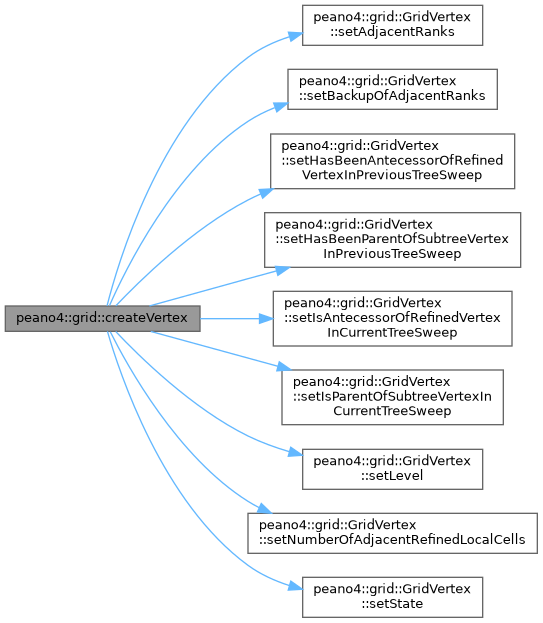 peano4::grid::createVertex
peano4::grid::GridVertex
::setAdjacentRanks
peano4::grid::GridVertex
::setBackupOfAdjacentRanks
peano4::grid::GridVertex
::setHasBeenAntecessorOfRefined
VertexInPreviousTreeSweep
peano4::grid::GridVertex
::setHasBeenParentOfSubtreeVertex
InPreviousTreeSweep
peano4::grid::GridVertex
::setIsAntecessorOfRefinedVertex
InCurrentTreeSweep
peano4::grid::GridVertex
::setIsParentOfSubtreeVertexIn
CurrentTreeSweep
peano4::grid::GridVertex
::setLevel
peano4::grid::GridVertex
::setNumberOfAdjacentRefinedLocalCells
peano4::grid::GridVertex
::setState